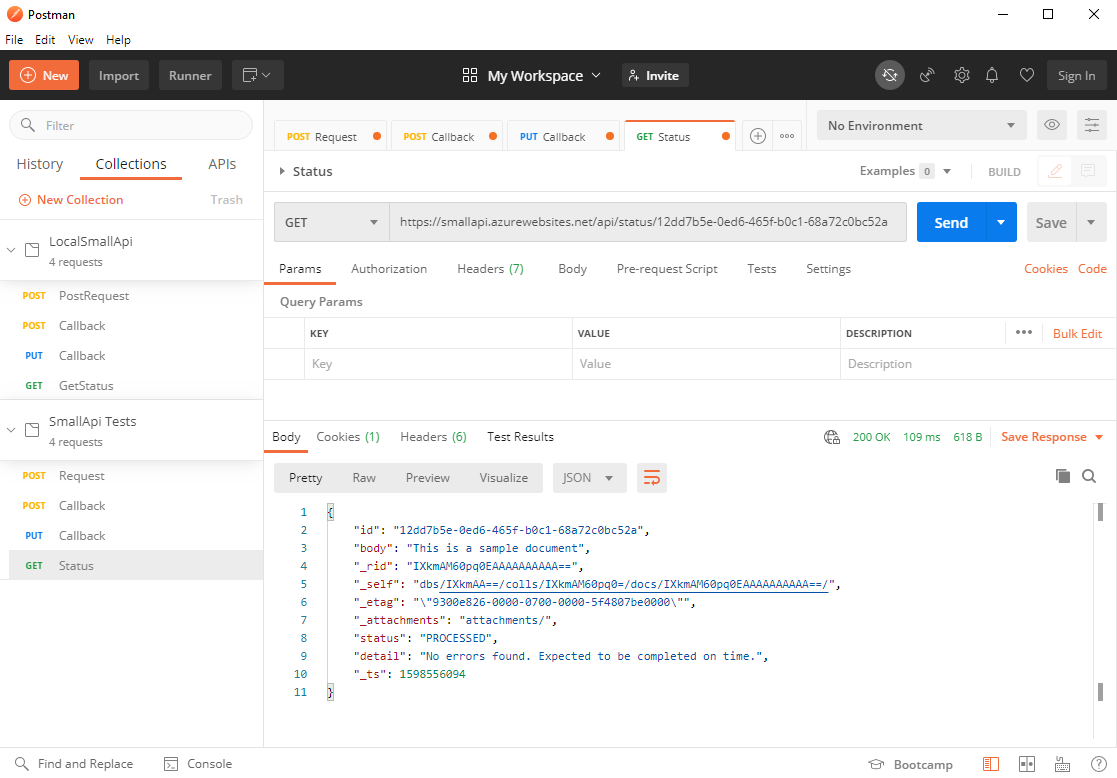 Postman
File Edit View Help
New Import Runner My Workspace Invite Sign In
Filter
History Collections APIs
New Collection Trash
LocalSmallApi
4 requests
POST PostRequest
POST Callback
PUT Callback
GET GetStatus
SmallApi Tests
4 requests
POST Request
POST Callback
PUT Callback
GET Status
POST Request POST Callback PUT Callback GET Status No Environment
Status Examples 0 BUILD
GET https://smallapi.azurewebsites.net/api/status/12dd7b5e-0ed6-465f-b0c1-68a72c0bc52a Send Save
Params Authorization Headers (7) Body Pre-request Script Tests Settings Cookies Code
Query Params
KEY VALUE DESCRIPTION Bulk Edit
Key Value Description
Body Cookies (1) Headers (6) Test Results 200 OK 109 ms 618 B Save Response
Pretty Raw Preview Visualize JSON
1 {
2 "id": "12dd7b5e-0ed6-465f-b0c1-68a72c0bc52a",
3 "body": "This is a sample document",
4 "_rid": "IXkmAM60pq0EAAAAAAAAAA==",
5 "_self": "dbs/IXkmAA==/colls/IXkmAM60pq0=/docs/IXkmAM60pq0EAAAAAAAAAA==/",
6 "_etag": "\"9300e826-0000-0700-0000-5f4807be0000\"",
7 "_attachments": "attachments/",
8 "status": "PROCESSED",
9 "detail": "No errors found. Expected to be completed on time.",
10 "_ts": 1598556094
11 }
Find and Replace Console Bootcamp